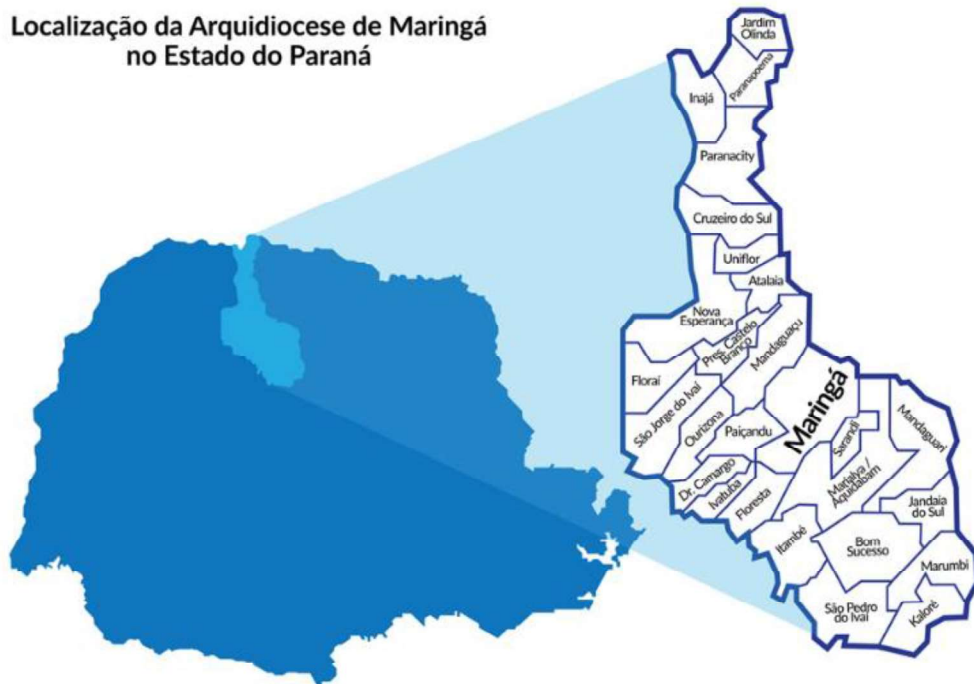 Localização da Arquidiocese de Maringá
no Estado do Paraná
Jardim
Olinda
Paranapoema
Inajá
Paranacity
Cruzeiro do Sul
Uniflor
Atalaia
Nova
Esperança
Pres. Castelo
Branco
Mandaguaçu
Floraí
São Jorge do Ivaí
Ourizona
Paiçandu
Maringá
Sarandi
Mandaguari
Marialva /
Aquidabam
Dr. Camargo
Ivatuba
Floresta
Jandaia
do Sul
Itambé
Bom
Sucesso
Marumbi
São Pedro
do Ivaí
Kaloré